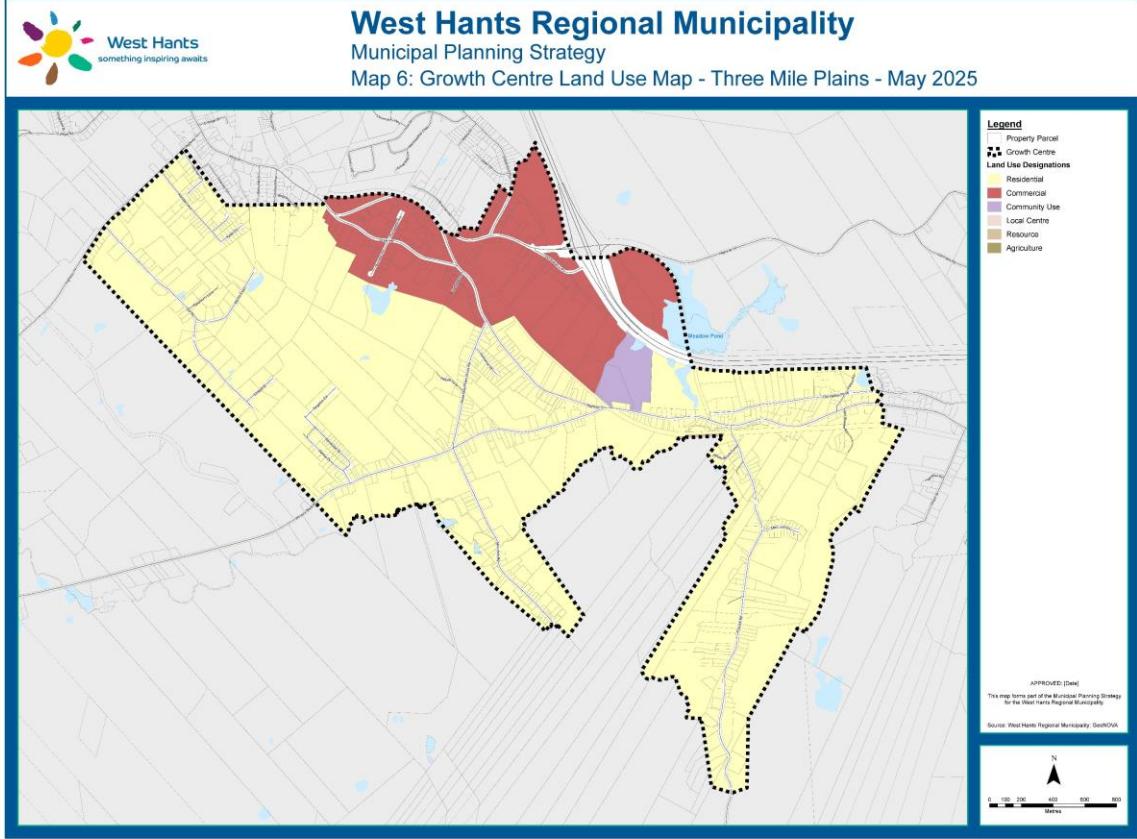 West Hants
something inspiring awaits
West Hants Regional Municipality
Municipal Planning Strategy
Map 6: Growth Centre Land Use Map - Three Mile Plains - May 2025
Legend
Property Parcel
Growth Centre
Land Use Designations
Residential
Commercial
Community Use
Local Centre
Resource
Agriculture
Meadow Pond
APPROVED: [Date]
This map forms part of the Municipal Planning Strategy
for the West Hants Regional Municipality
Source: West Hants Regional Municipality; GeoNOVA
N
0 100 200 400 600 800
Metres